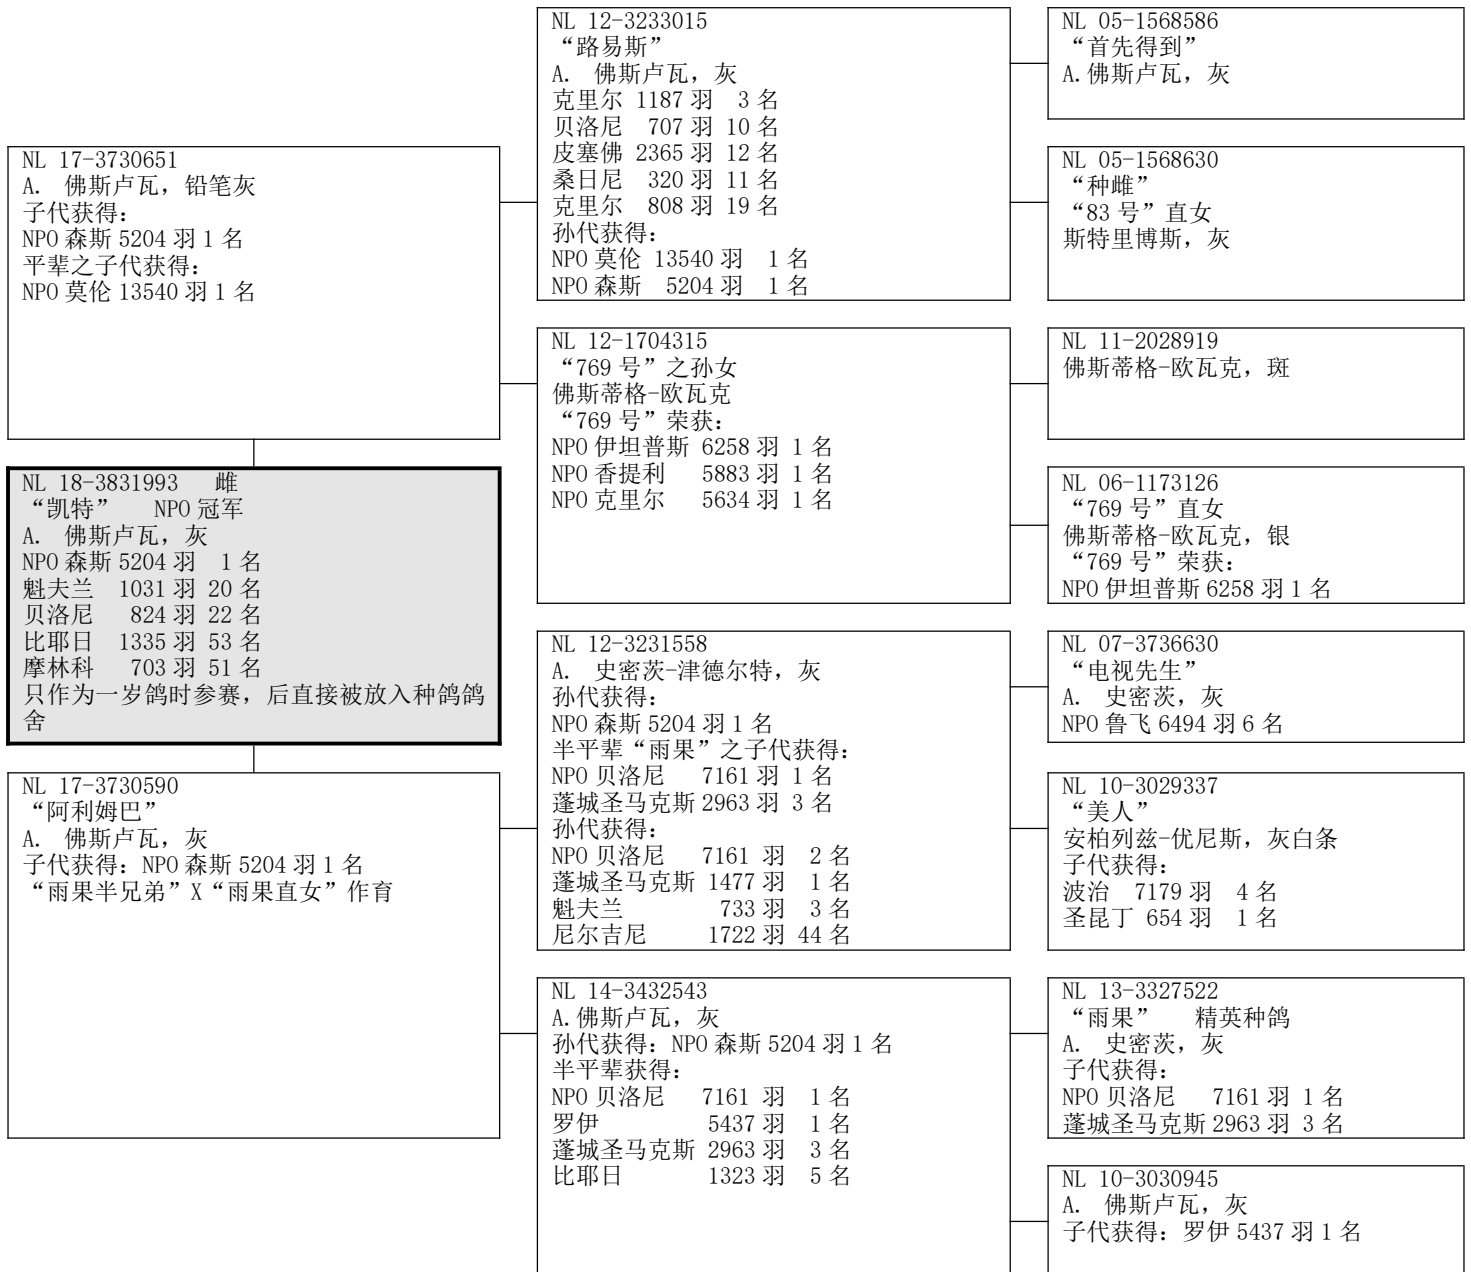 NL 17-3730651
A. 佛斯卢瓦，铅笔灰
子代获得：
NPO 森斯 5204 羽 1 名
平辈之子代获得：
NPO 莫伦 13540 羽 1 名
NL 18-3831993 雌
“凯特” NPO 冠军
A. 佛斯卢瓦，灰
NPO 森斯 5204 羽 1 名
魁夫兰 1031 羽 20 名
贝洛尼 824 羽 22 名
比耶日 1335 羽 53 名
摩林科 703 羽 51 名
只作为一岁鸽时参赛，后直接被放入种鸽鸽
舍
NL 17-3730590
“阿利姆巴”
A. 佛斯卢瓦，灰
子代获得：NPO 森斯 5204 羽 1 名
“雨果半兄弟”X“雨果直女”作育
NL 12-3233015
“路易斯”
A. 佛斯卢瓦，灰
克里尔 1187 羽 3 名
贝洛尼 707 羽 10 名
皮塞佛 2365 羽 12 名
桑日尼 320 羽 11 名
克里尔 808 羽 19 名
孙代获得：
NPO 莫伦 13540 羽 1 名
NPO 森斯 5204 羽 1 名
NL 12-1704315
“769 号”之孙女
佛斯蒂格-欧瓦克
“769 号”荣获：
NPO 伊坦普斯 6258 羽 1 名
NPO 香提利 5883 羽 1 名
NPO 克里尔 5634 羽 1 名
NL 12-3231558
A. 史密茨-津德尔特，灰
孙代获得：
NPO 森斯 5204 羽 1 名
半平辈“雨果”之子代获得：
NPO 贝洛尼 7161 羽 1 名
蓬城圣马克斯 2963 羽 3 名
孙代获得：
NPO 贝洛尼 7161 羽 2 名
蓬城圣马克斯 1477 羽 1 名
魁夫兰 733 羽 3 名
尼尔吉尼 1722 羽 44 名
NL 14-3432543
A.佛斯卢瓦，灰
孙代获得：NPO 森斯 5204 羽 1 名
半平辈获得：
NPO 贝洛尼 7161 羽 1 名
罗伊 5437 羽 1 名
蓬城圣马克斯 2963 羽 3 名
比耶日 1323 羽 5 名
NL 05-1568586
“首先得到”
A.佛斯卢瓦，灰
NL 05-1568630
“种雌”
“83 号”直女
斯特里博斯，灰
NL 11-2028919
佛斯蒂格-欧瓦克，斑
NL 06-1173126
“769 号”直女
佛斯蒂格-欧瓦克，银
“769 号”荣获：
NPO 伊坦普斯 6258 羽 1 名
NL 07-3736630
“电视先生”
A. 史密茨，灰
NPO 鲁飞 6494 羽 6 名
NL 10-3029337
“美人”
安柏列兹-优尼斯，灰白条
子代获得：
波治 7179 羽 4 名
圣昆丁 654 羽 1 名
NL 13-3327522
“雨果” 精英种鸽
A. 史密茨，灰
子代获得：
NPO 贝洛尼 7161 羽 1 名
蓬城圣马克斯 2963 羽 3 名
NL 10-3030945
A. 佛斯卢瓦，灰
子代获得：罗伊 5437 羽 1 名